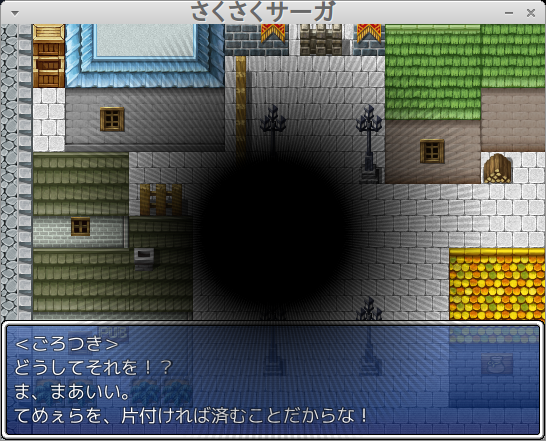 さくさくサーガ
＜ごろつき＞
どうしてそれを！？
ま、まあいい。
てめぇらを、片付ければ済むことだからな！